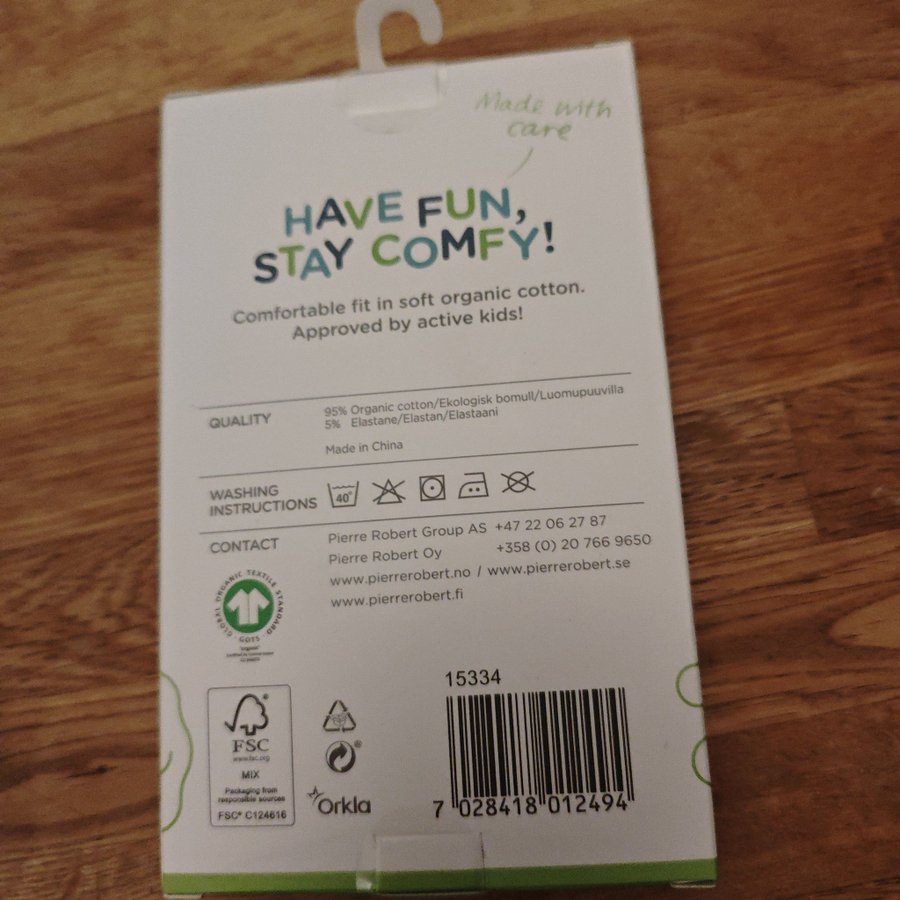 Made with
care
HAVE FUN,
STAY COMFY!
Comfortable fit in soft organic cotton.
Approved by active kids!
QUALITY
95% Organic cotton/Ekologisk bomull/Luomupuuvilla
5% Elastane/Elastan/Elastaani
Made in China
WASHING
INSTRUCTIONS
40°
CONTACT
Pierre Robert Group AS +47 22 06 27 87
Pierre Robert Oy +358 (0) 20 766 9650
www.pierrerobert.no / www.pierrerobert.se
www.pierrerobert.fi
GLOBAL ORGANIC TEXTILE STANDARD
· GOTS ·
15334
FSC
www.fsc.org
MIX
Packaging from
responsible sources
FSC® C124616
Orkla
7 028418 012494